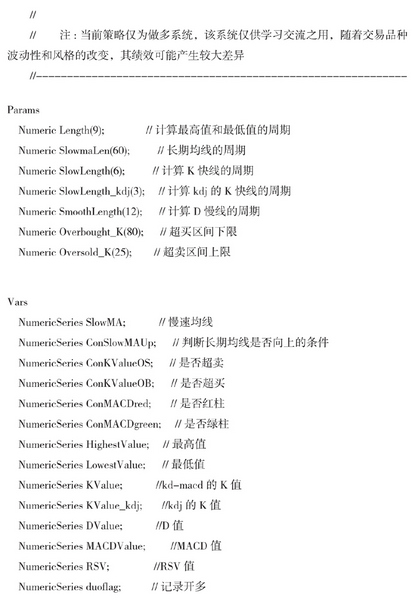 //
// 注：当前策略仅为做多系统，该系统仅供学习交流之用，随着交易品种
波动性和风格的改变，其绩效可能产生较大差异
//------------------------------------------------------------
Params
Numeric Length(9); // 计算最高值和最低值的周期
Numeric SlowmaLen(60); // 长期均线的周期
Numeric SlowLength(6); // 计算 K 快线的周期
Numeric SlowLength_kdj(3); // 计算 kdj 的 K 快线的周期
Numeric SmoothLength(12); // 计算 D 慢线的周期
Numeric Overbought_K(80); // 超买区间下限
Numeric Oversold_K(25); // 超卖区间上限
Vars
NumericSeries SlowMA; // 慢速均线
NumericSeries ConSlowMAUp; // 判断长期均线是否向上的条件
NumericSeries ConKValueOS; // 是否超卖
NumericSeries ConKValueOB; // 是否超买
NumericSeries ConMACDred; // 是否红柱
NumericSeries ConMACDgreen; // 是否绿柱
NumericSeries HighestValue; // 最高值
NumericSeries LowestValue; // 最低值
NumericSeries KValue; //kd-macd 的 K 值
NumericSeries KValue_kdj; //kdj 的 K 值
NumericSeries DValue; //D 值
NumericSeries MACDValue; //MACD 值
NumericSeries RSV; //RSV 值
NumericSeries duoflag; // 记录开多